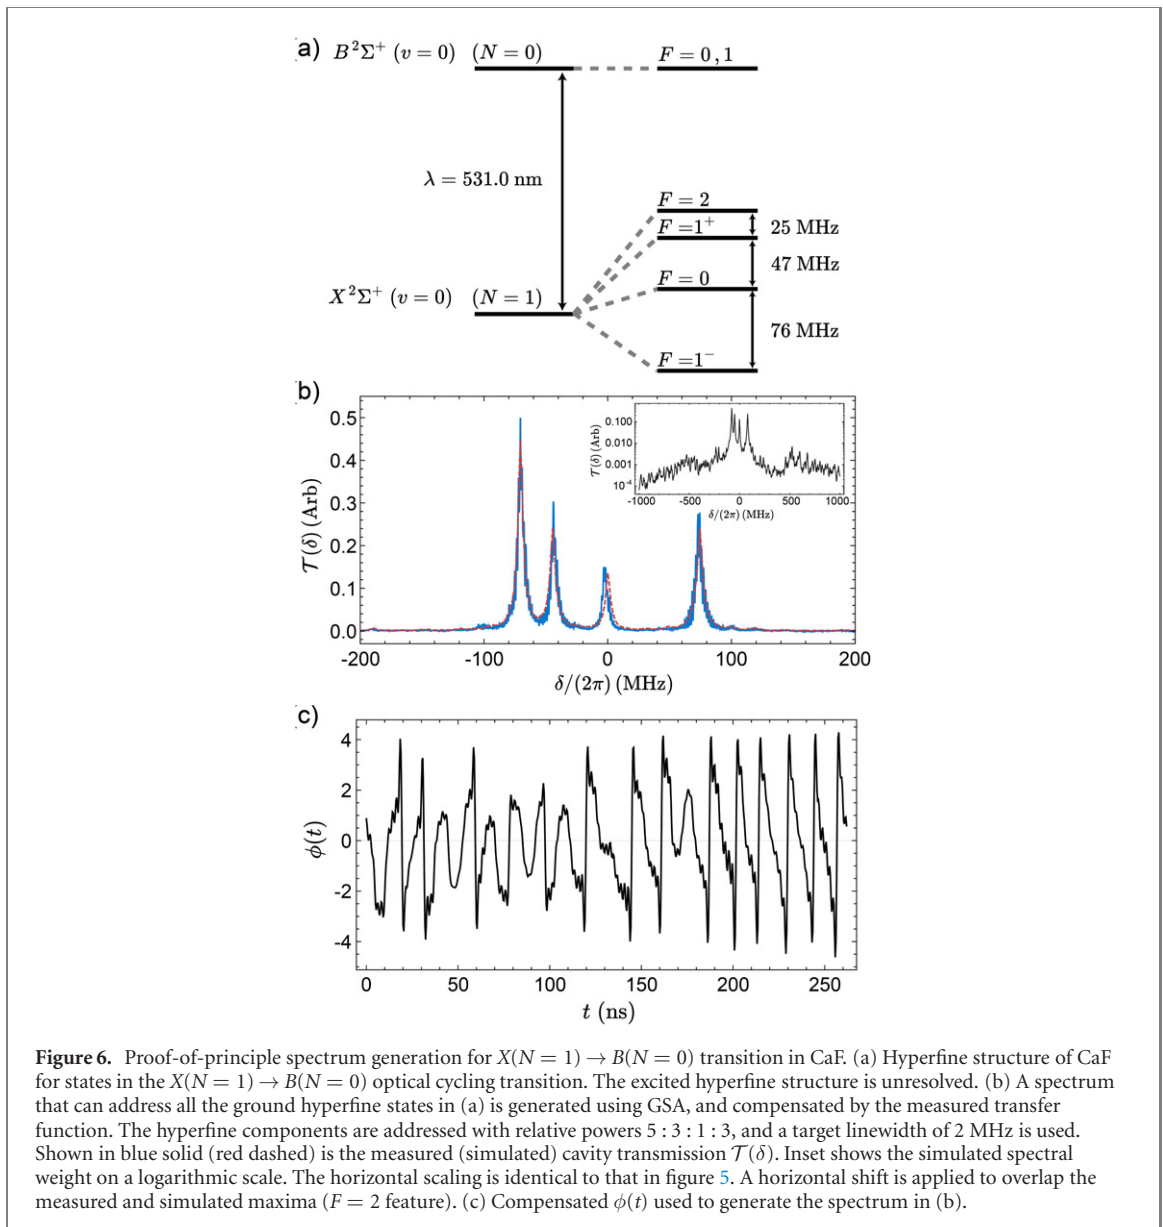 a) B²Σ⁺ (v = 0) (N = 0) F = 0, 1
λ = 531.0 nm
F = 2
F =1⁺ 25 MHz
47 MHz
F = 0
X²Σ⁺ (v = 0) (N = 1)
76 MHz
F =1⁻
b)
0.5
0.4
0.3
0.2
0.1
0.0
𝒯(δ) (Arb)
-200 -100 0 100 200
δ/(2π) (MHz)
0.100
0.010
0.001
10⁻⁴
𝒯(δ) (Arb)
-1000 -500 0 500 1000
δ/(2π) (MHz)
c)
4
2
0
-2
-4
ϕ(t)
0 50 100 150 200 250
t (ns)
Figure 6. Proof-of-principle spectrum generation for X(N = 1) → B(N = 0) transition in CaF. (a) Hyperfine structure of CaF
for states in the X(N = 1) → B(N = 0) optical cycling transition. The excited hyperfine structure is unresolved. (b) A spectrum
that can address all the ground hyperfine states in (a) is generated using GSA, and compensated by the measured transfer
function. The hyperfine components are addressed with relative powers 5 : 3 : 1 : 3, and a target linewidth of 2 MHz is used.
Shown in blue solid (red dashed) is the measured (simulated) cavity transmission 𝒯(δ). Inset shows the simulated spectral
weight on a logarithmic scale. The horizontal scaling is identical to that in figure 5. A horizontal shift is applied to overlap the
measured and simulated maxima (F = 2 feature). (c) Compensated ϕ(t) used to generate the spectrum in (b).